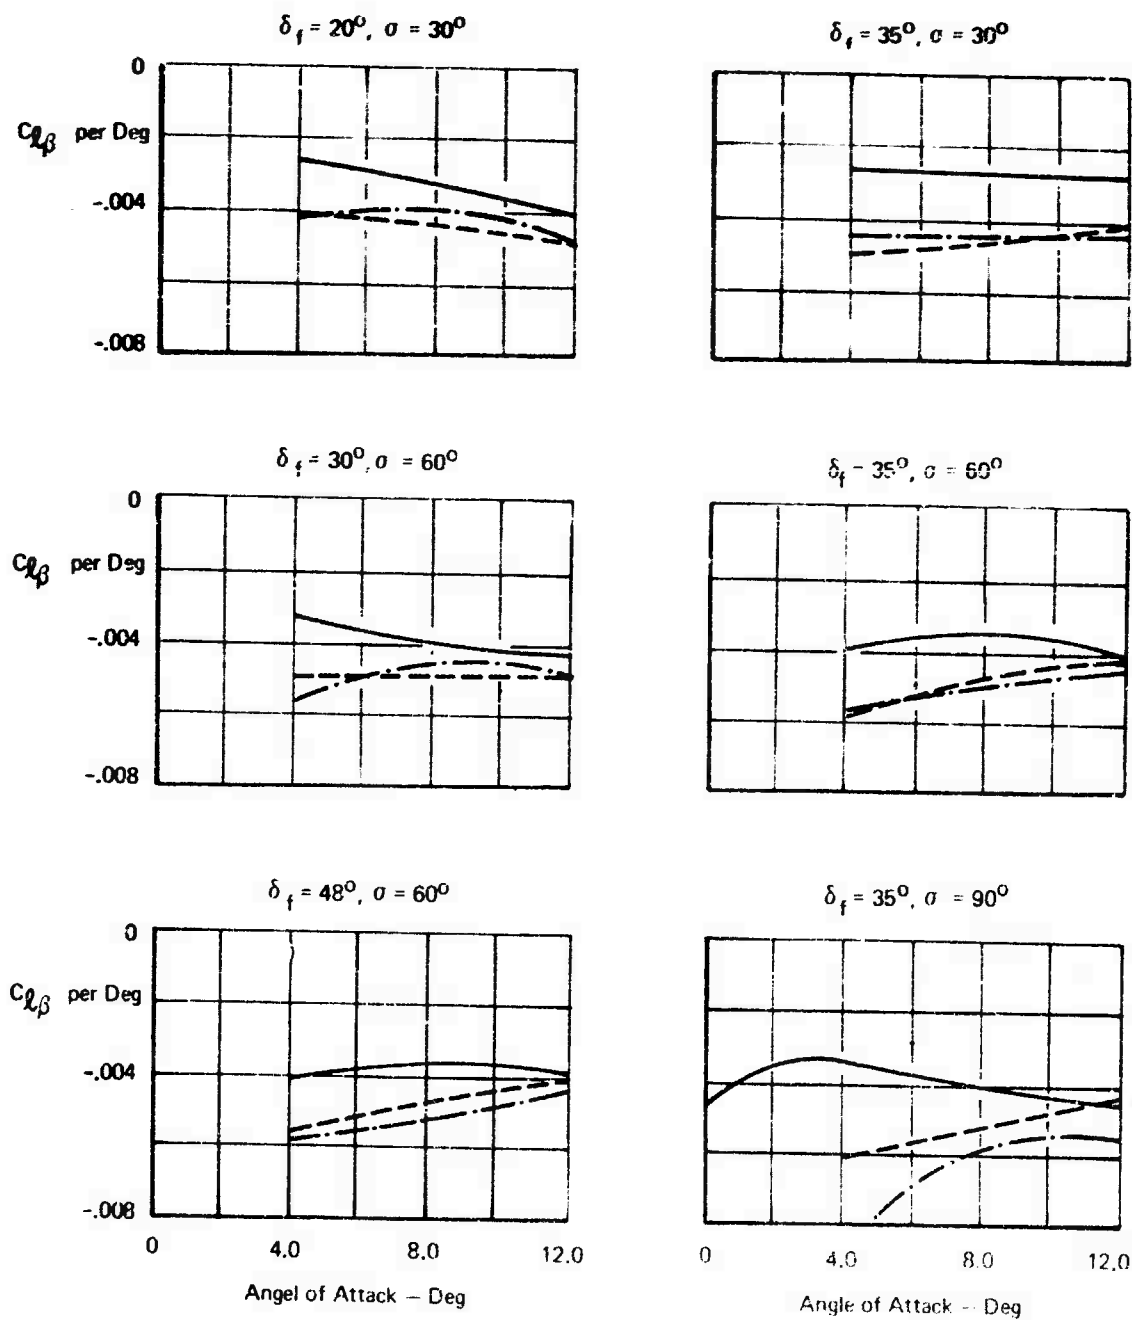 δf = 20°, σ = 30°
δf = 35°, σ = 30°
0
Cℓβ per Deg
-.004
-.008
δf = 30°, σ = 60°
δf = 35°, σ = 60°
0
Cℓβ per Deg
-.004
-.008
δf = 48°, σ = 60°
δf = 35°, σ = 90°
0
Cℓβ per Deg
-.004
-.008
0 4.0 8.0 12.0
0 4.0 8.0 12.0
Angel of Attack – Deg
Angle of Attack – Deg